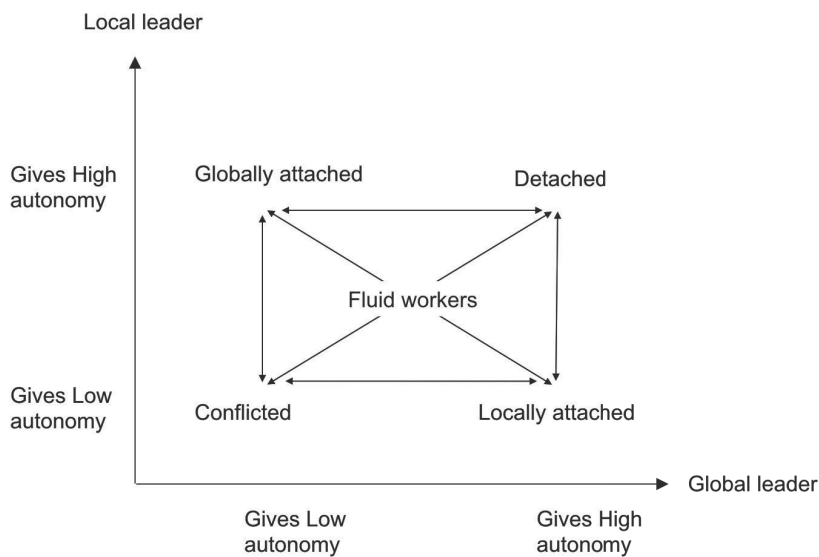 Local leader
Gives High
autonomy
Globally attached
Detached
Fluid workers
Gives Low
autonomy
Conflicted
Locally attached
Global leader
Gives Low
autonomy
Gives High
autonomy